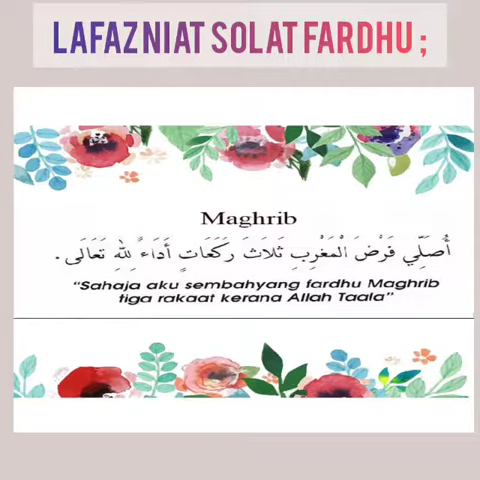 LAFAZ NIAT SOLAT FARDHU ;
Maghrib
أُصَلِّي فَرْضَ الْمَغْرِبِ ثَلَاثَ رَكَعَاتٍ أَدَاءً لِلَّهِ تَعَالَى.
"Sahaja aku sembahyang fardhu Maghrib
tiga rakaat kerana Allah Taala"